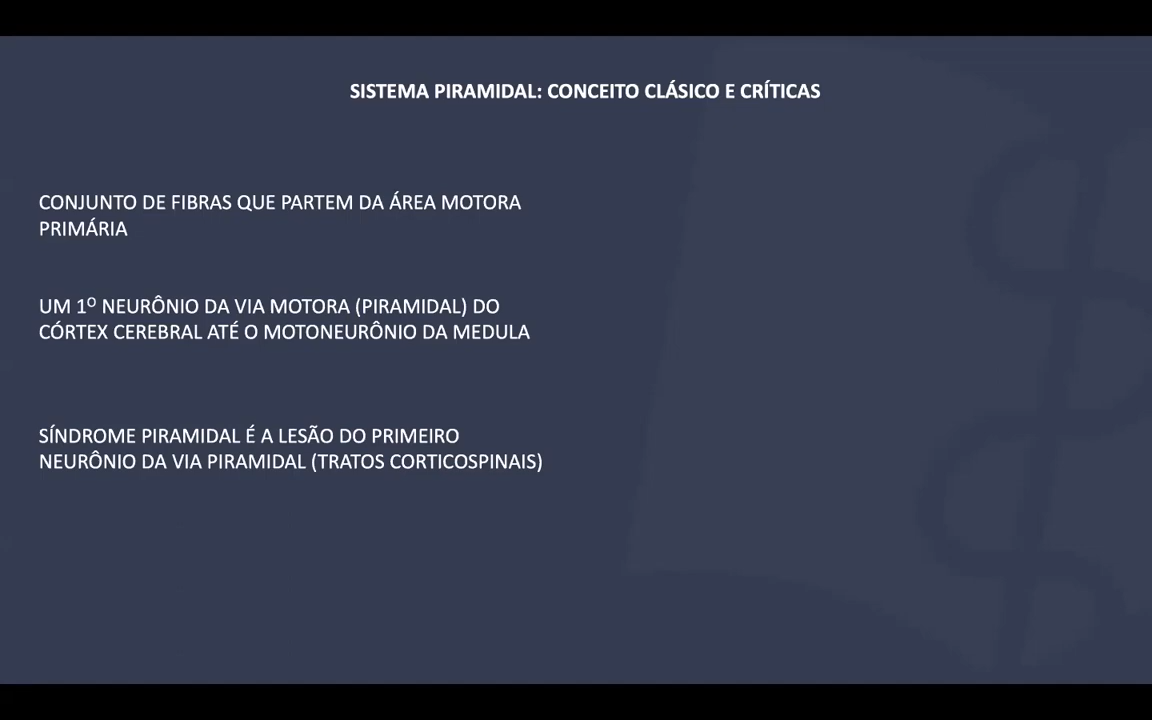 SISTEMA PIRAMIDAL: CONCEITO CLÁSICO E CRÍTICAS
CONJUNTO DE FIBRAS QUE PARTEM DA ÁREA MOTORA
PRIMÁRIA
UM 1º NEURÔNIO DA VIA MOTORA (PIRAMIDAL) DO
CÓRTEX CEREBRAL ATÉ O MOTONEURÔNIO DA MEDULA
SÍNDROME PIRAMIDAL É A LESÃO DO PRIMEIRO
NEURÔNIO DA VIA PIRAMIDAL (TRATOS CORTICOSPINAIS)